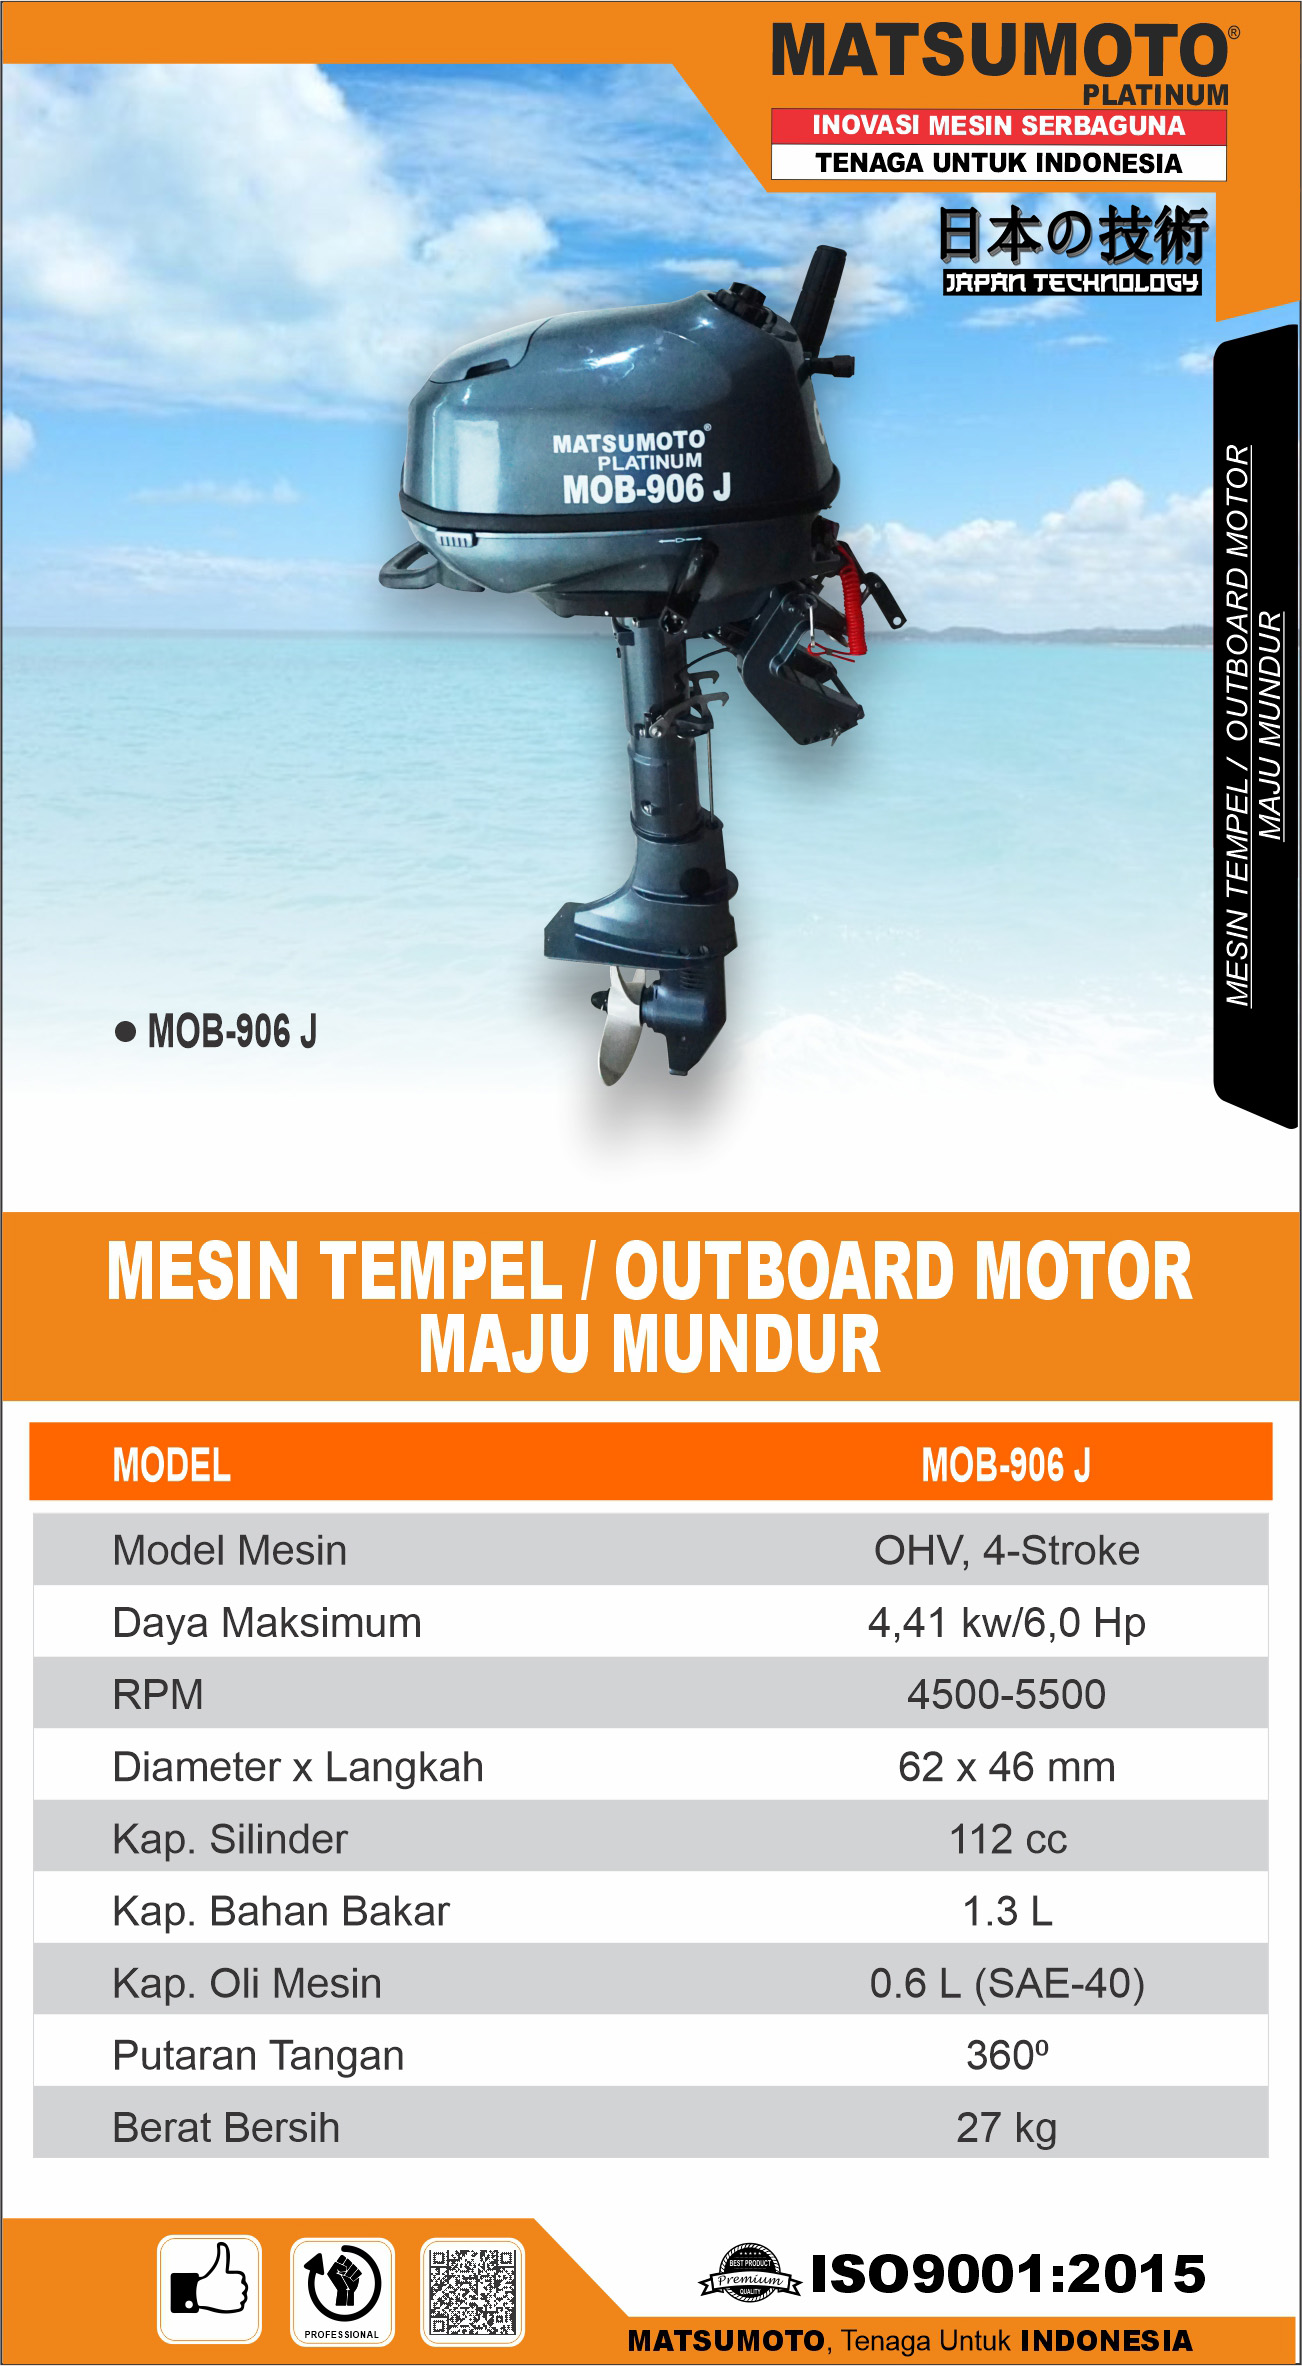 MATSUMOTO®
PLATINUM
INOVASI MESIN SERBAGUNA
TENAGA UNTUK INDONESIA
日本の技術
JAPAN TECHNOLOGY
MATSUMOTO®
PLATINUM
MOB-906 J
MESIN TEMPEL / OUTBOARD MOTOR
MAJU MUNDUR
● MOB-906 J
MESIN TEMPEL / OUTBOARD MOTOR
MAJU MUNDUR
MODEL MOB-906 J
Model Mesin OHV, 4-Stroke
Daya Maksimum 4,41 kw/6,0 Hp
RPM 4500-5500
Diameter x Langkah 62 x 46 mm
Kap. Silinder 112 cc
Kap. Bahan Bakar 1.3 L
Kap. Oli Mesin 0.6 L (SAE-40)
Putaran Tangan 360º
Berat Bersih 27 kg
PROFESSIONAL
BEST PRODUCT
Premium
QUALITY
ISO9001:2015
MATSUMOTO, Tenaga Untuk INDONESIA